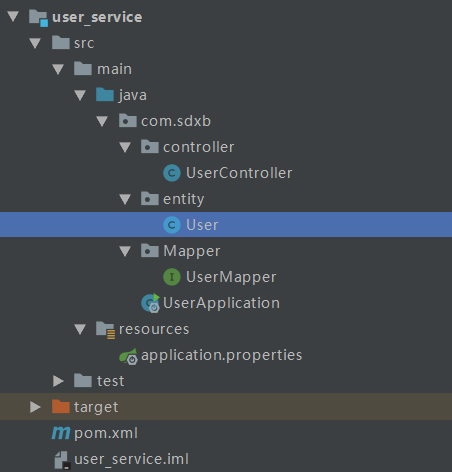 user_service
src
main
java
com.sdxb
controller
UserController
entity
User
Mapper
UserMapper
UserApplication
resources
application.properties
test
target
pom.xml
user_service.iml